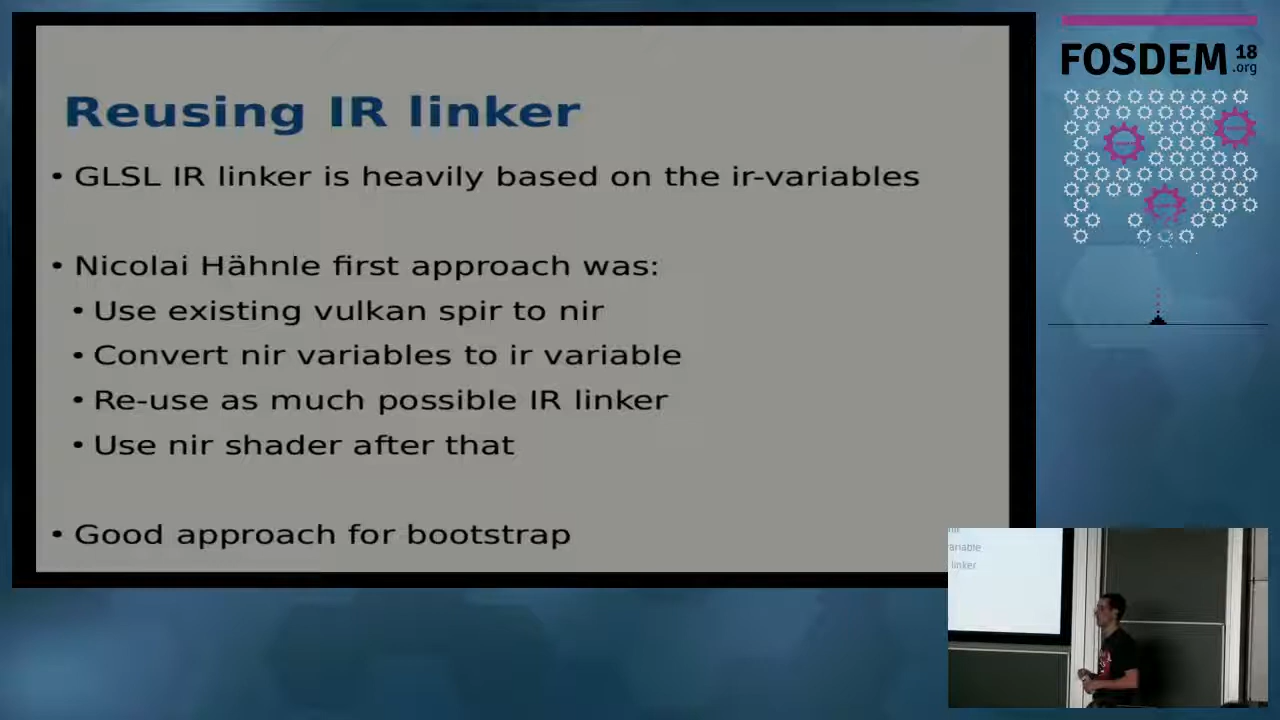 Reusing IR linker
• GLSL IR linker is heavily based on the ir-variables
• Nicolai Hähnle first approach was:
• Use existing vulkan spir to nir
• Convert nir variables to ir variable
• Re-use as much possible IR linker
• Use nir shader after that
• Good approach for bootstrap
FOSDEM 18
.org
ariable
linker